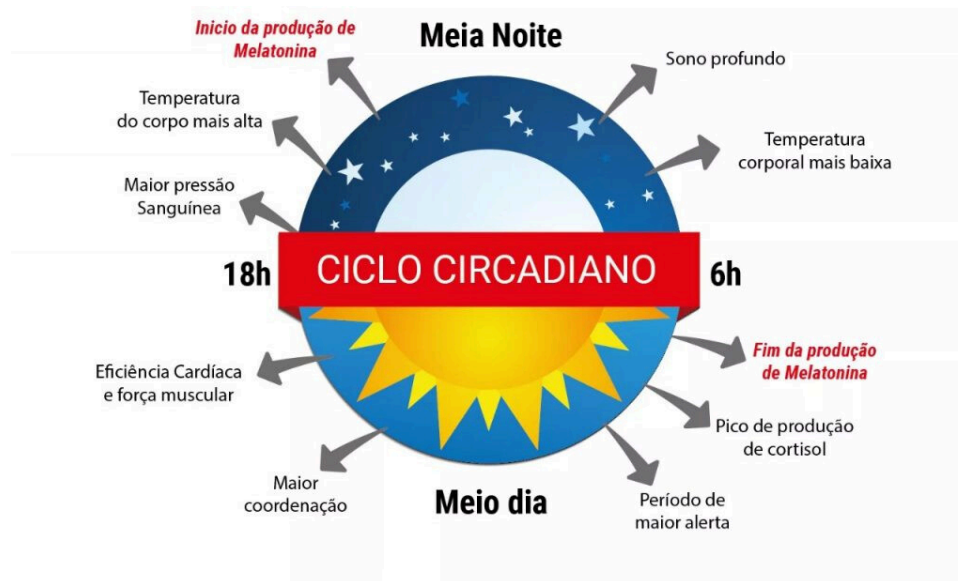 Inicio da produção de
Melatonina
Meia Noite
Sono profundo
Temperatura
do corpo mais alta
Temperatura
corporal mais baixa
Maior pressão
Sanguínea
18h
CICLO CIRCADIANO
6h
Eficiência Cardíaca
e força muscular
Fim da produção
de Melatonina
Pico de produção
de cortisol
Maior
coordenação
Meio dia
Período de
maior alerta